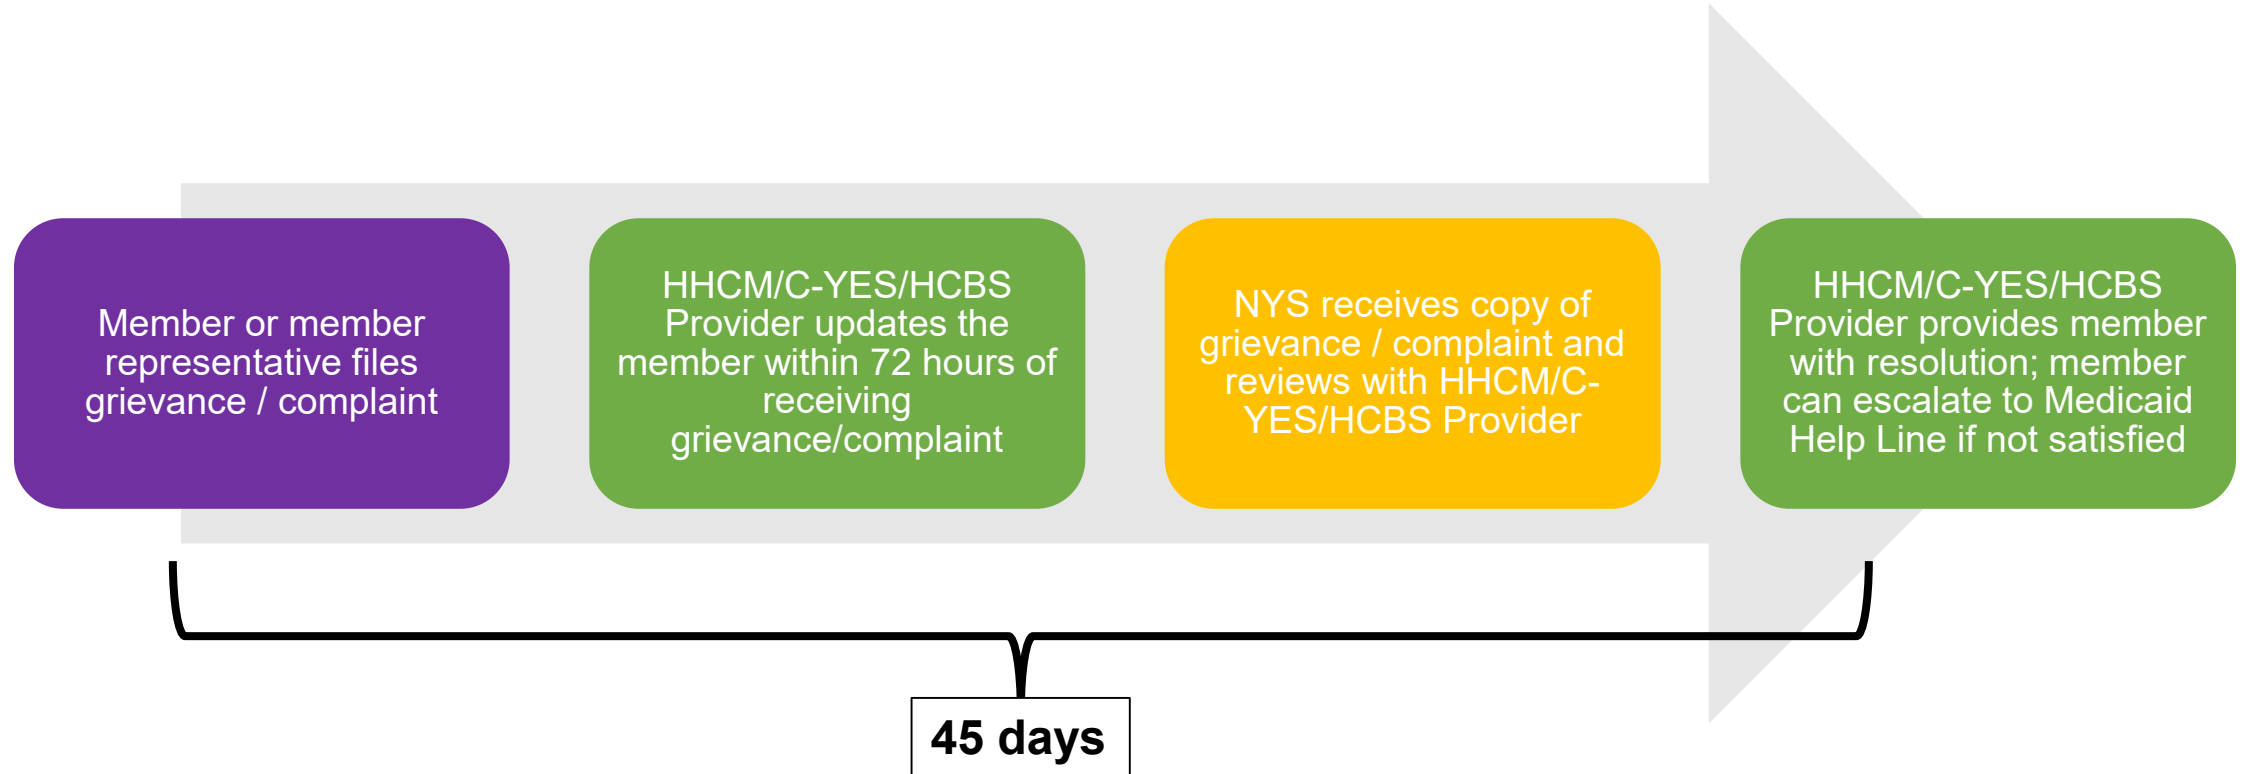 Member or member
representative files
grievance / complaint
HHCM/C-YES/HCBS
Provider updates the
member within 72 hours of
receiving
grievance/complaint
NYS receives copy of
grievance / complaint and
reviews with HHCM/C-
YES/HCBS Provider
HHCM/C-YES/HCBS
Provider provides member
with resolution; member
can escalate to Medicaid
Help Line if not satisfied
45 days